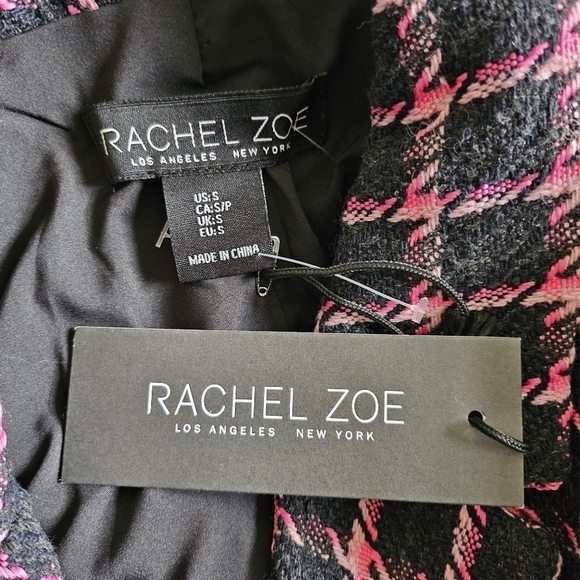 RACHEL ZOE
LOS ANGELES NEW YORK
US:S
CA:S/P
UK:S
EU:S
MADE IN CHINA
RACHEL ZOE
LOS ANGELES NEW YORK